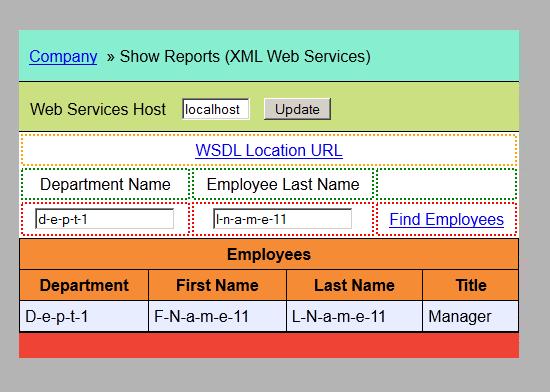 Company » Show Reports (XML Web Services)
Web Services Host localhost Update
WSDL Location URL
Department Name Employee Last Name
d-e-p-t-1 l-n-a-m-e-11 Find Employees
Employees
Department First Name Last Name Title
D-e-p-t-1 F-N-a-m-e-11 L-N-a-m-e-11 Manager